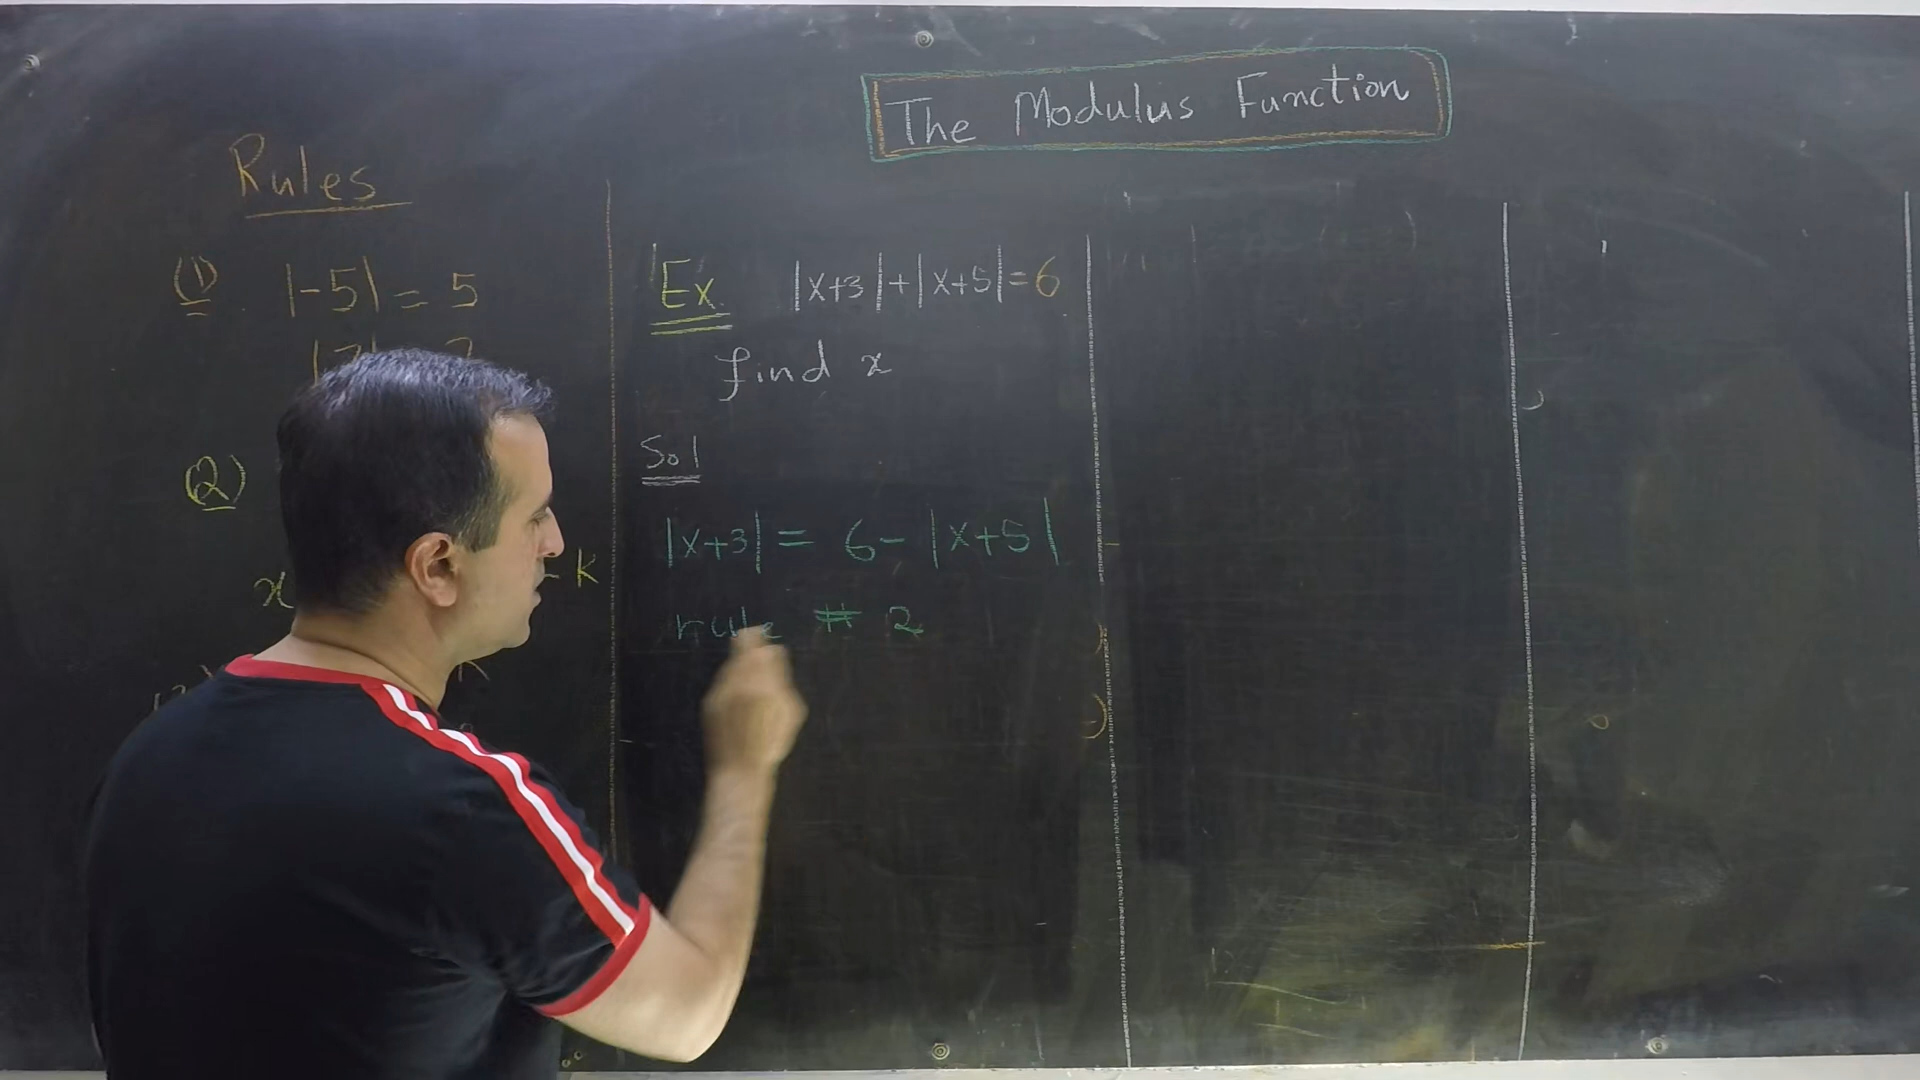 The Modulus Function
Rules
(1) |-5| = 5
(2)
x
k
Ex |x+3|+|x+5|=6
find x
Sol
|x+3| = 6-|x+5|
rule # 2